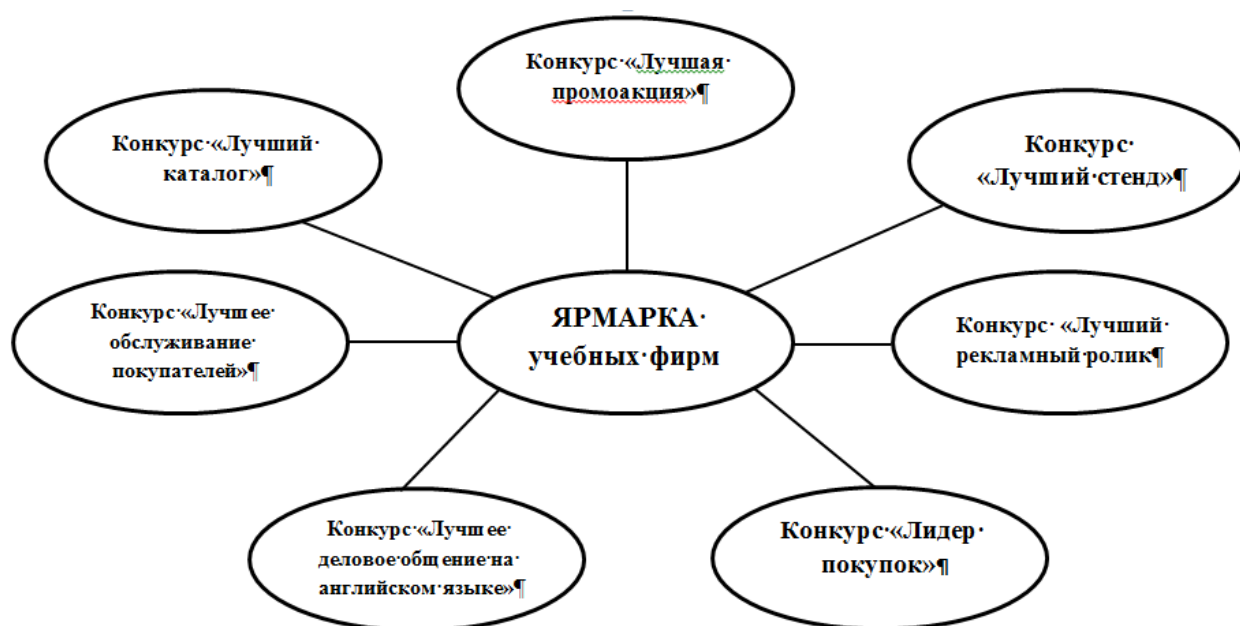 Конкурс·«Лучшая·
промоакция»¶
Конкурс·«Лучший·
каталог»¶
Конкурс·
«Лучший·стенд»¶
Конкурс·«Лучшее·
обслуживание·
покупателей»¶
ЯРМАРКА·
учебных·фирм
Конкурс· «Лучший·
рекламный·ролик¶
Конкурс·«Лучшее·
деловое·общение·на·
английском·языке»¶
Конкурс·«Лидер·
покупок»¶